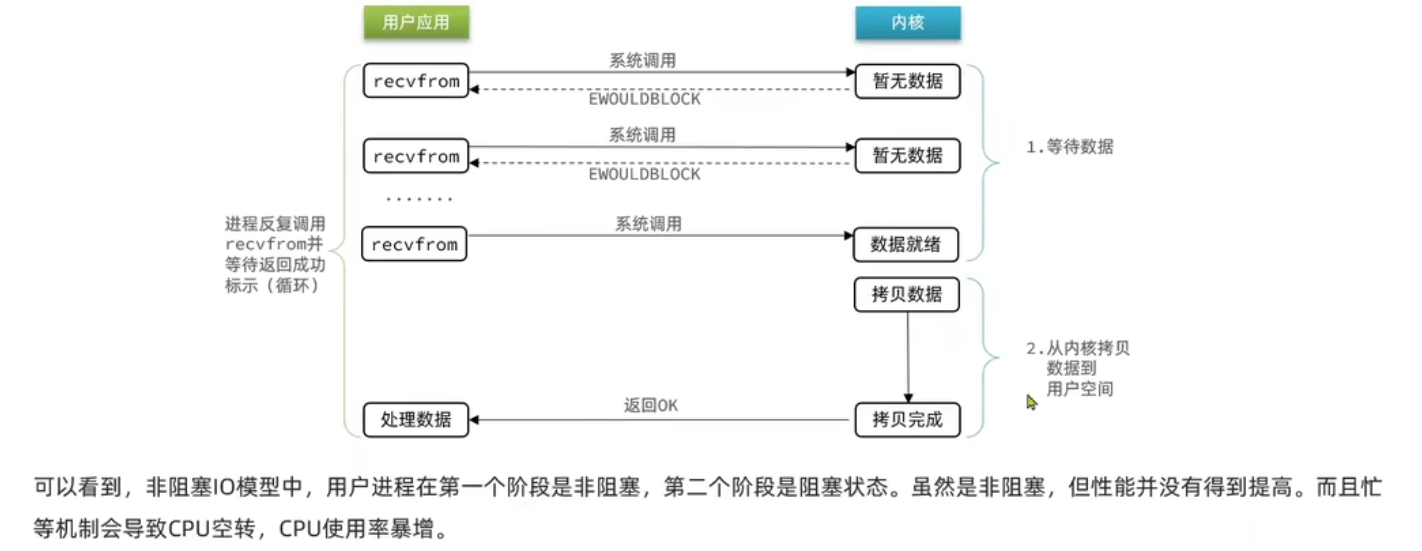 用户应用
内核
系统调用
recvfrom
暂无数据
EWOULDBLOCK
系统调用
recvfrom
暂无数据
EWOULDBLOCK
.......
系统调用
recvfrom
数据就绪
1.等待数据
进程反复调用
recvfrom并
等待返回成功
标示（循环）
拷贝数据
2.从内核拷贝
数据到
用户空间
返回OK
处理数据
拷贝完成
可以看到，非阻塞IO模型中，用户进程在第一个阶段是非阻塞，第二个阶段是阻塞状态。虽然是非阻塞，但性能并没有得到提高。而且忙
等机制会导致CPU空转，CPU使用率暴增。